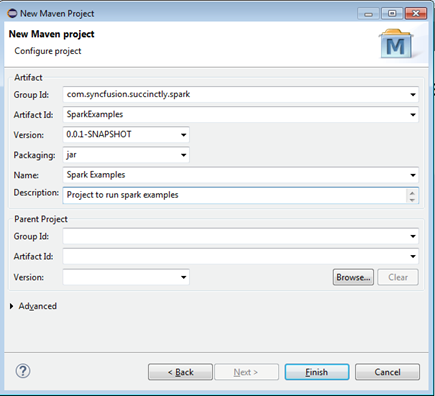 New Maven Project
New Maven project
Configure project
M
Artifact
Group Id: com.syncfusion.succinctly.spark
Artifact Id: SparkExamples
Version: 0.0.1-SNAPSHOT
Packaging: jar
Name: Spark Examples
Description: Project to run spark examples
Parent Project
Group Id:
Artifact Id:
Version: Browse... Clear
Advanced
? < Back Next > Finish Cancel